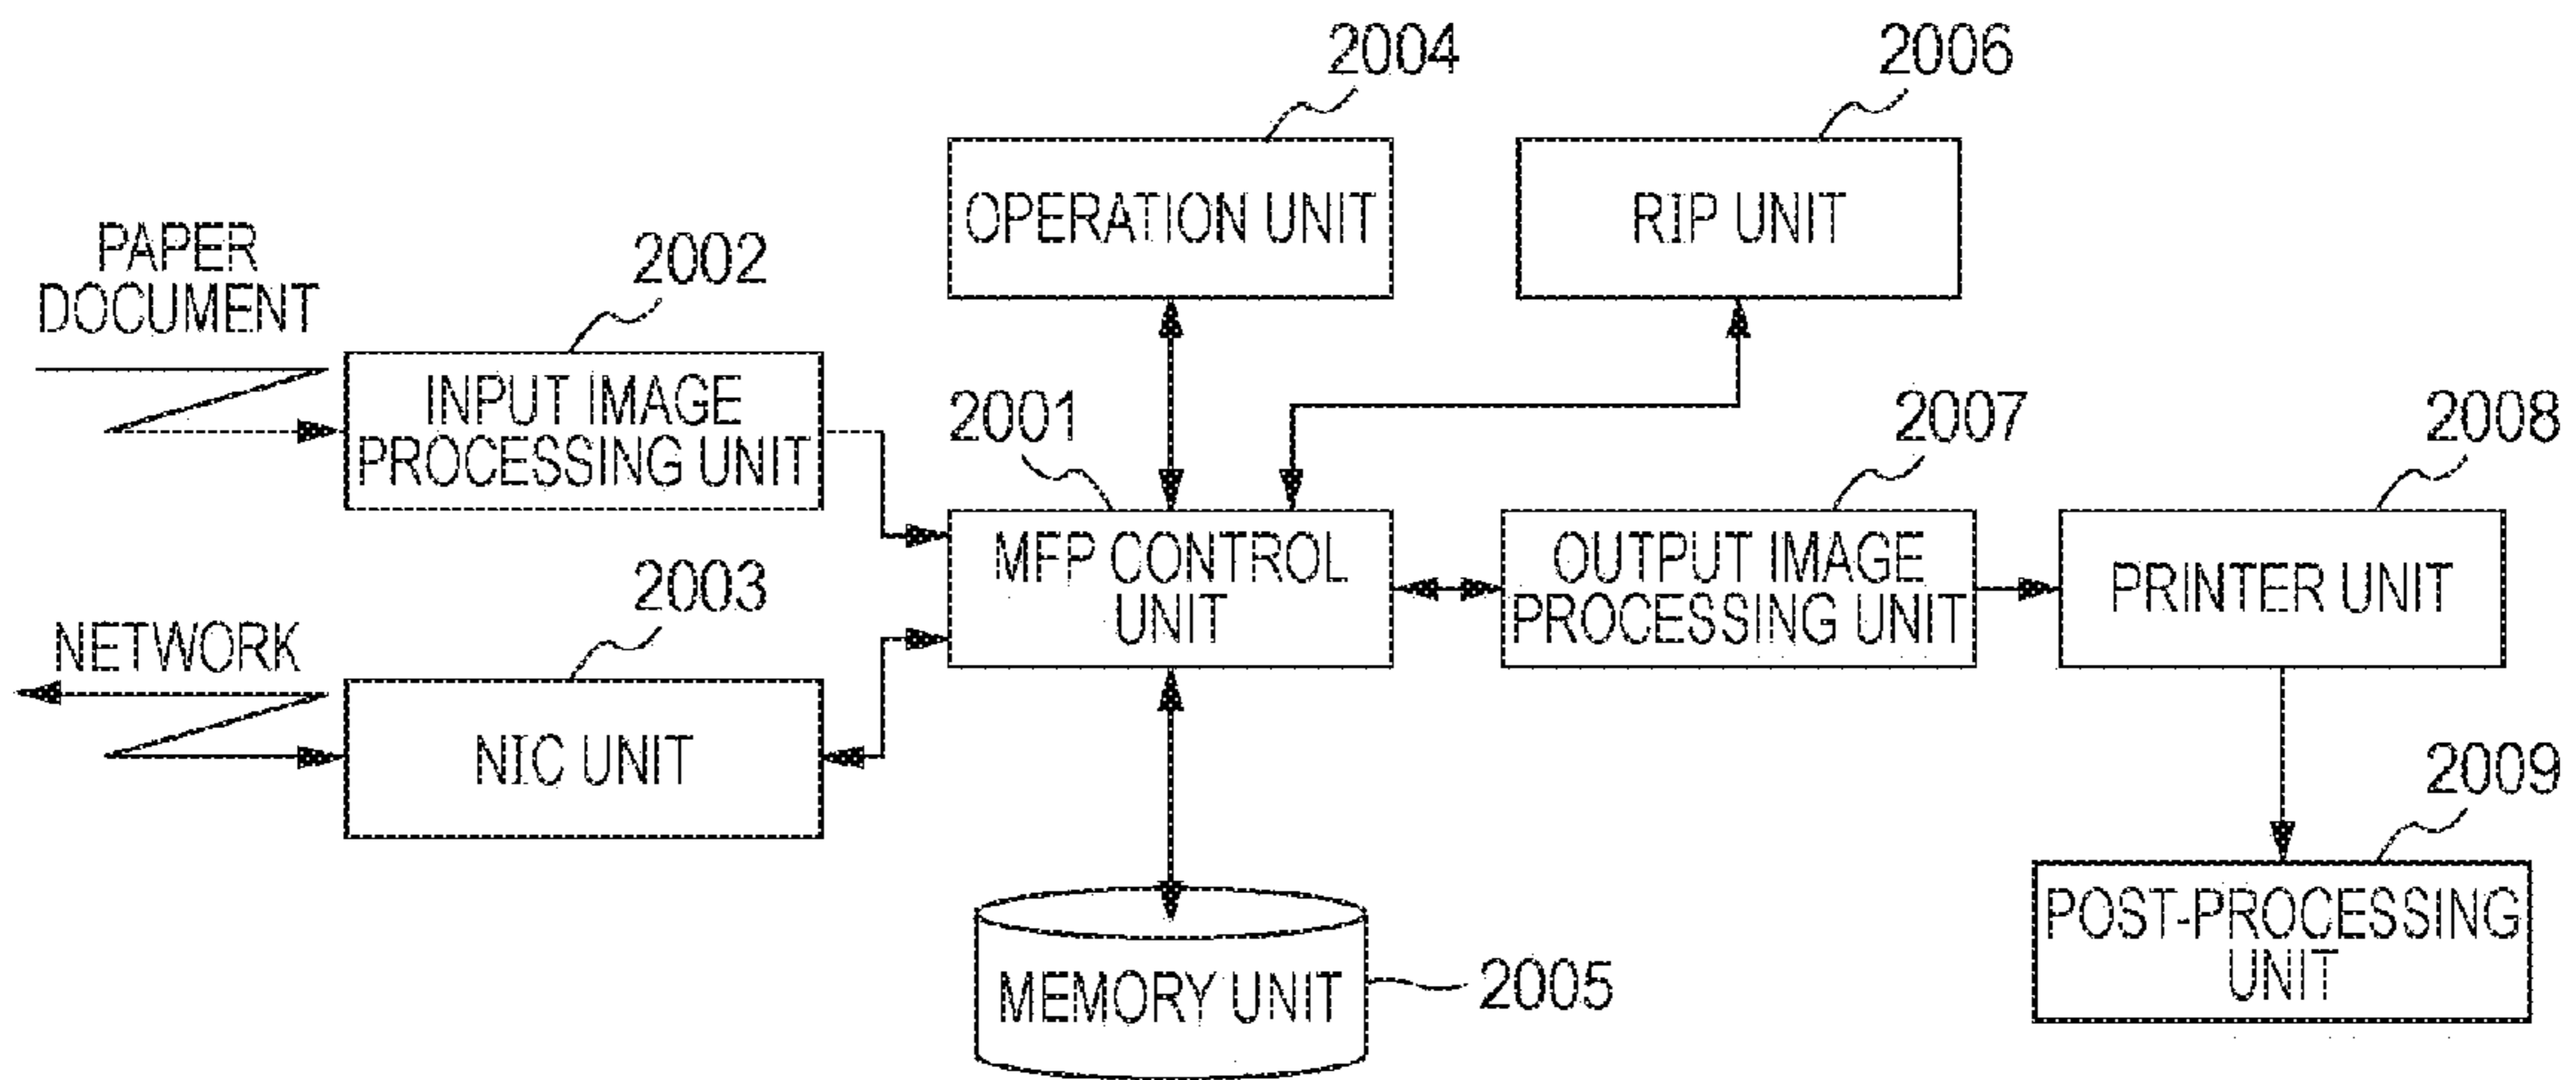 2004
2006
OPERATION UNIT
RIP UNIT
PAPER
DOCUMENT
2002
INPUT IMAGE
PROCESSING UNIT
2001
2007
2008
MFP CONTROL
UNIT
OUTPUT IMAGE
PROCESSING UNIT
PRINTER UNIT
2003
NETWORK
NIC UNIT
2009
POST-PROCESSING
UNIT
MEMORY UNIT
2005